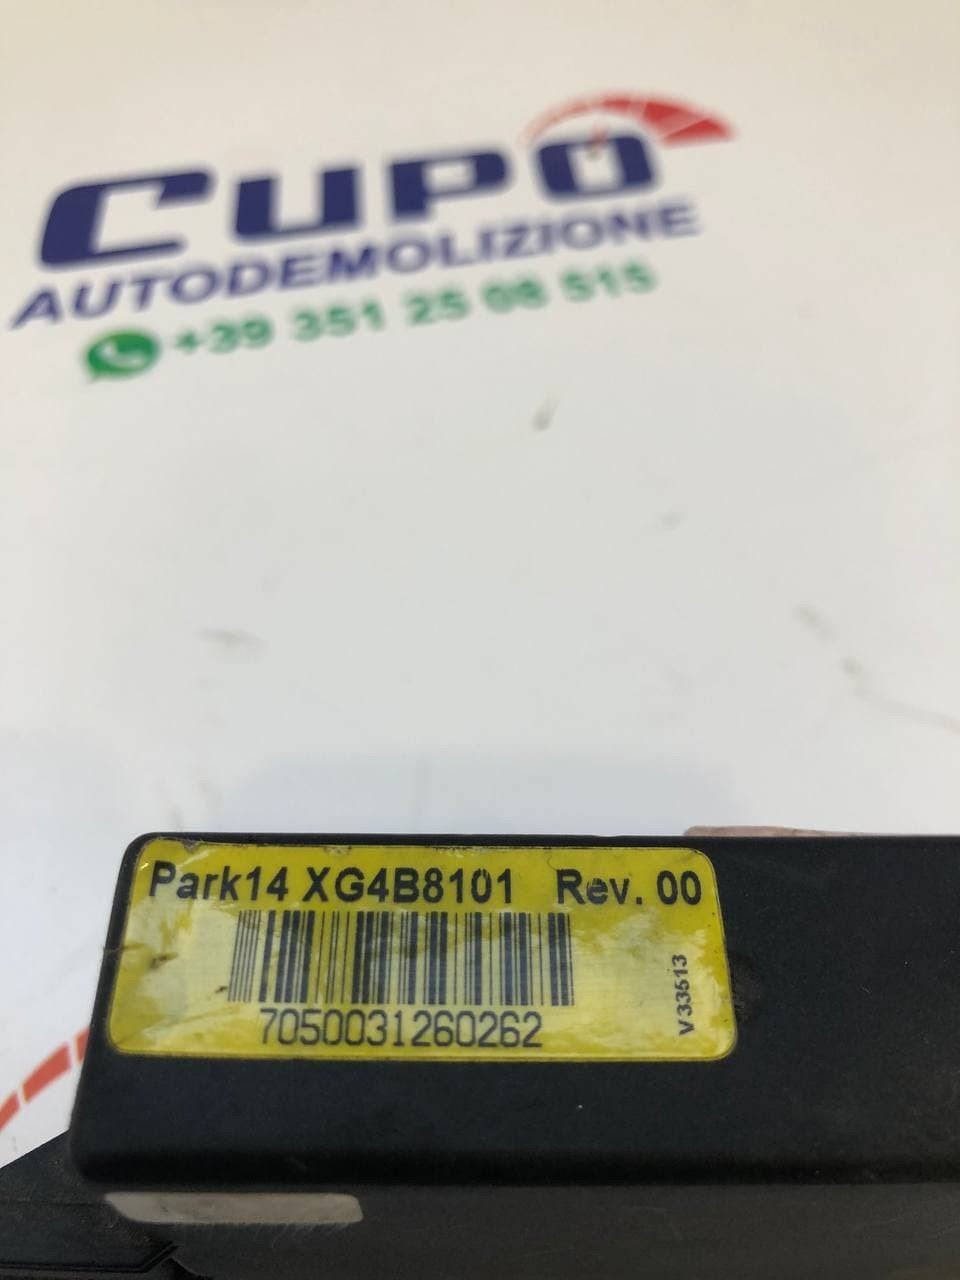 CUPO
AUTODEMOLIZIONE
+39 351 25 08 515
Park14 XG4B8101 Rev. 00
7050031260262
V33513